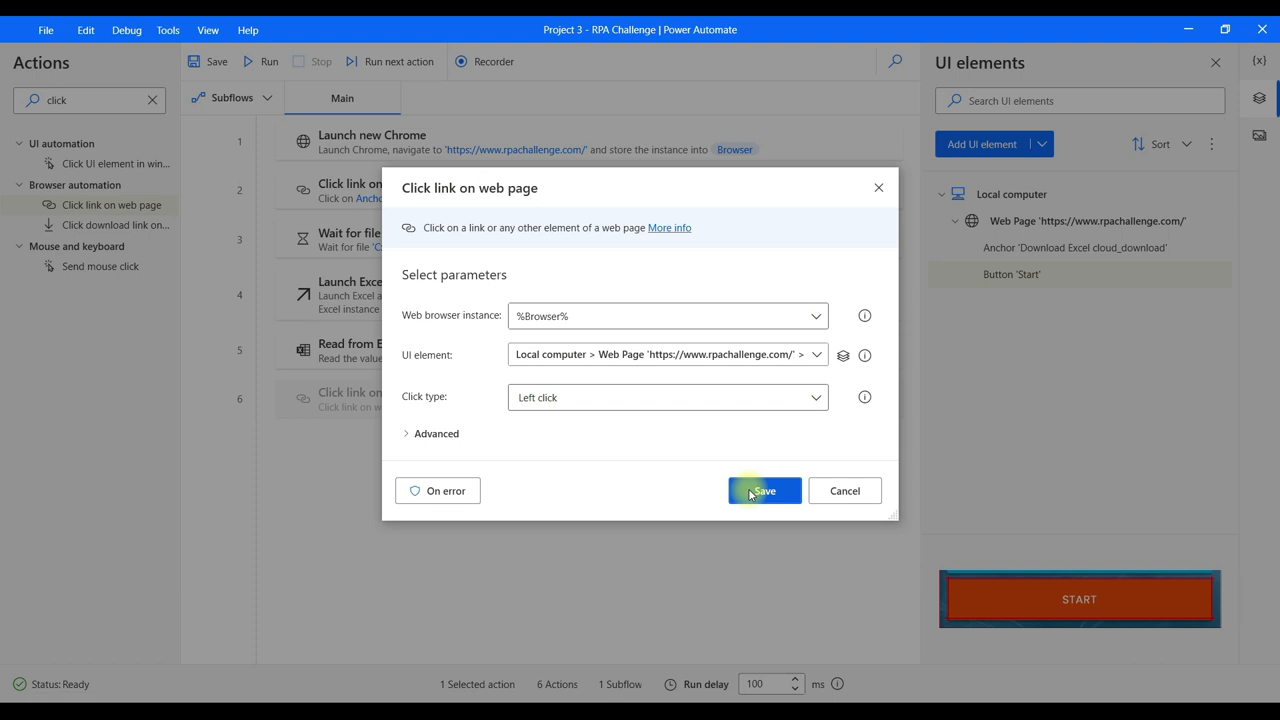 File Edit Debug Tools View Help
Project 3 - RPA Challenge | Power Automate
Actions
click
UI automation
Click UI element in win...
Browser automation
Click link on web page
Click download link on...
Mouse and keyboard
Send mouse click
Save Run Stop Run next action Recorder
Subflows Main
1
Launch new Chrome
Launch Chrome, navigate to 'https://www.rpachallenge.com/' and store the instance into Browser
2
Click link on
Click on Ancho
3
Wait for file
Wait for file 'C:
4
Launch Exce
Launch Excel a
Excel instance
5
Read from E
Read the value
6
Click link on
Click link on w
Click link on web page
Click on a link or any other element of a web page More info
Select parameters
Web browser instance: %Browser%
UI element: Local computer > Web Page 'https://www.rpachallenge.com/' >
Click type: Left click
Advanced
On error Save Cancel
UI elements
Search UI elements
Add UI element Sort
Local computer
Web Page 'https://www.rpachallenge.com/'
Anchor 'Download Excel cloud_download'
Button 'Start'
START
{x}
Status: Ready 1 Selected action 6 Actions 1 Subflow Run delay 100 ms